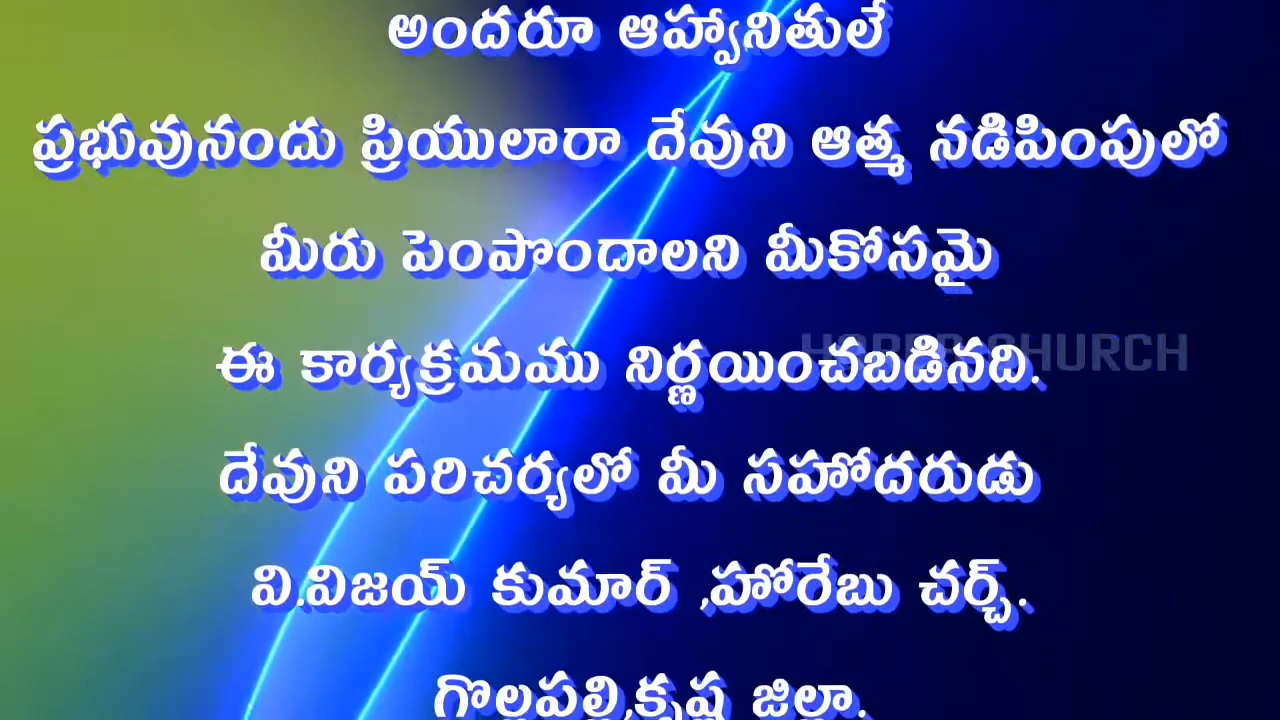 అందరూ ఆహ్వానితులే
ప్రభువునందు ప్రియులారా దేవుని ఆత్మ నడిపింపులో
మీరు పెంపొందాలని మీకోసమై
ఈ కార్యక్రమము నిర్ణయించబడినది.
CHURCH
దేవుని పరిచర్యలో మీ సహోదరుడు
వి.విజయ్ కుమార్ ,హోరేబు చర్చ్.
గొల్లపల్లి,కృష్ణ జిల్లా.